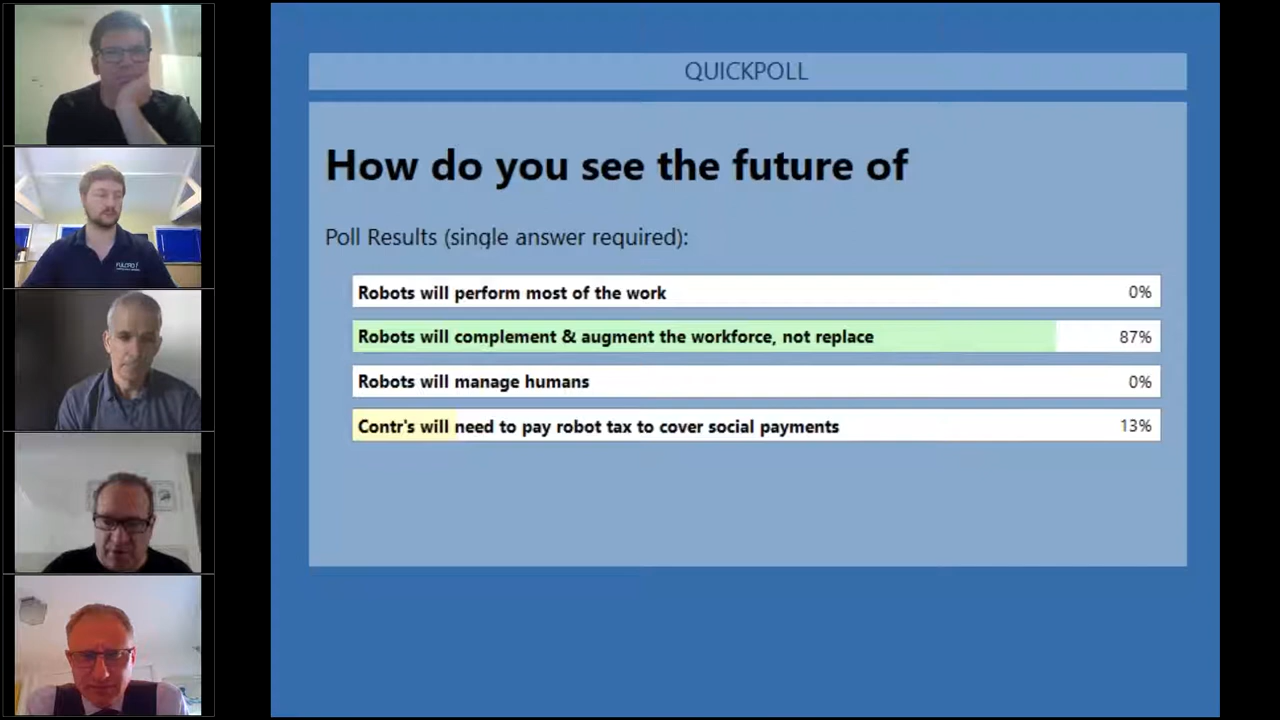 QUICKPOLL
How do you see the future of
Poll Results (single answer required):
Robots will perform most of the work 0%
Robots will complement & augment the workforce, not replace 87%
Robots will manage humans 0%
Contr's will need to pay robot tax to cover social payments 13%